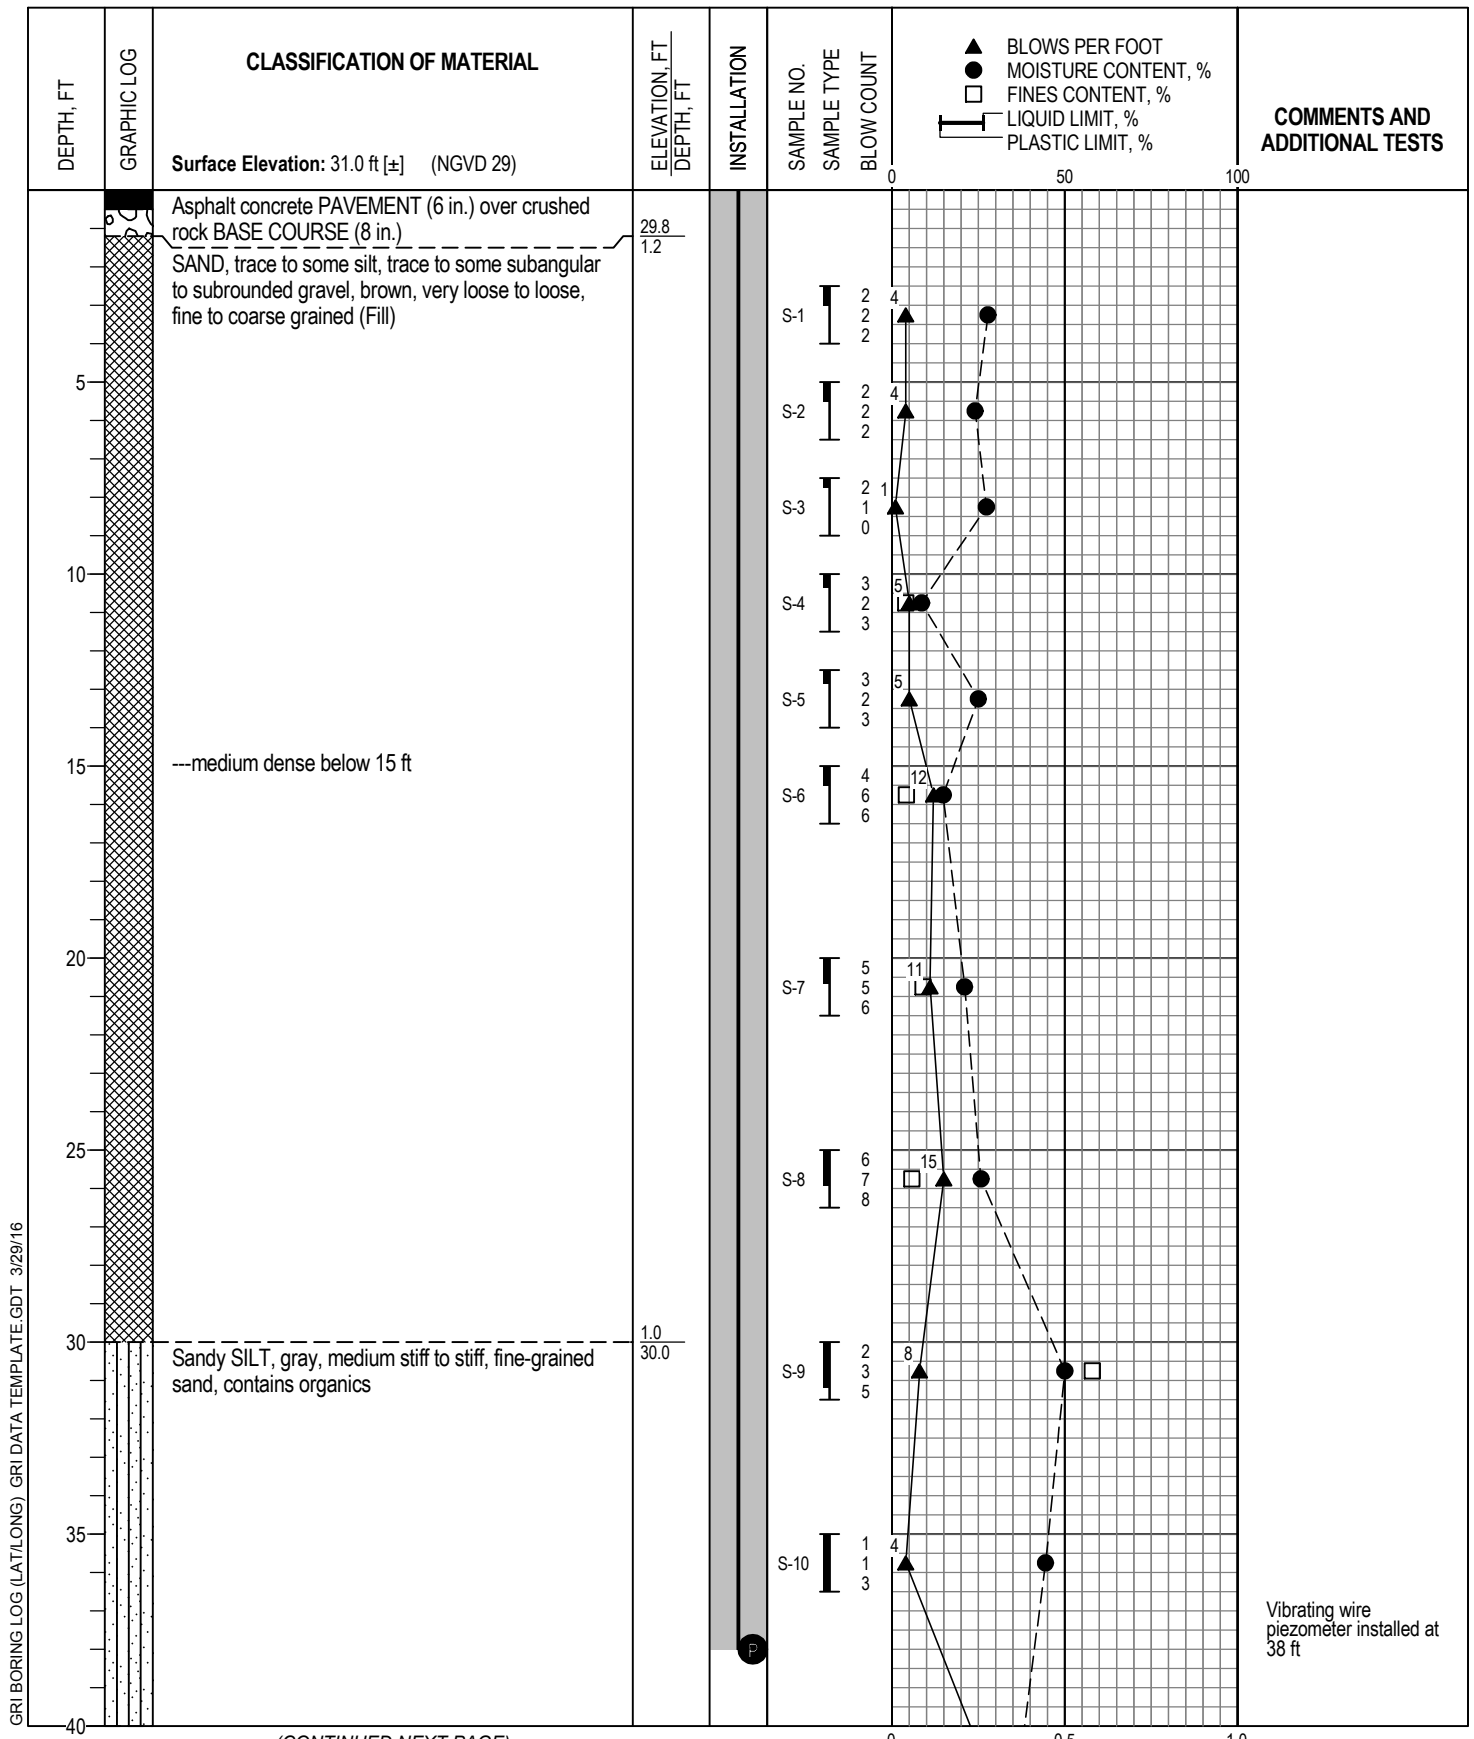 DEPTH, FT
GRAPHIC LOG
CLASSIFICATION OF MATERIAL
Surface Elevation: 31.0 ft [±] (NGVD 29)
ELEVATION, FT
DEPTH, FT
INSTALLATION
SAMPLE NO.
SAMPLE TYPE
BLOW COUNT
BLOWS PER FOOT
MOISTURE CONTENT, %
FINES CONTENT, %
LIQUID LIMIT, %
PLASTIC LIMIT, %
0 50 100
COMMENTS AND
ADDITIONAL TESTS
Asphalt concrete PAVEMENT (6 in.) over crushed
rock BASE COURSE (8 in.)
29.8
1.2
SAND, trace to some silt, trace to some subangular
to subrounded gravel, brown, very loose to loose,
fine to coarse grained (Fill)
S-1
2
2
2
4
5
S-2
2
2
2
4
S-3
2
1
0
1
10
S-4
3
2
3
5
S-5
3
2
3
5
15
---medium dense below 15 ft
S-6
4
6
6
12
20
S-7
5
5
6
11
25
S-8
6
7
8
15
30
1.0
30.0
Sandy SILT, gray, medium stiff to stiff, fine-grained
sand, contains organics
S-9
2
3
5
8
35
S-10
1
1
3
4
P
Vibrating wire
piezometer installed at
38 ft
40
(CONTINUED NEXT PAGE)
0 0.5 1.0
GRI BORING LOG (LAT/LONG) GRI DATA TEMPLATE.GDT 3/29/16